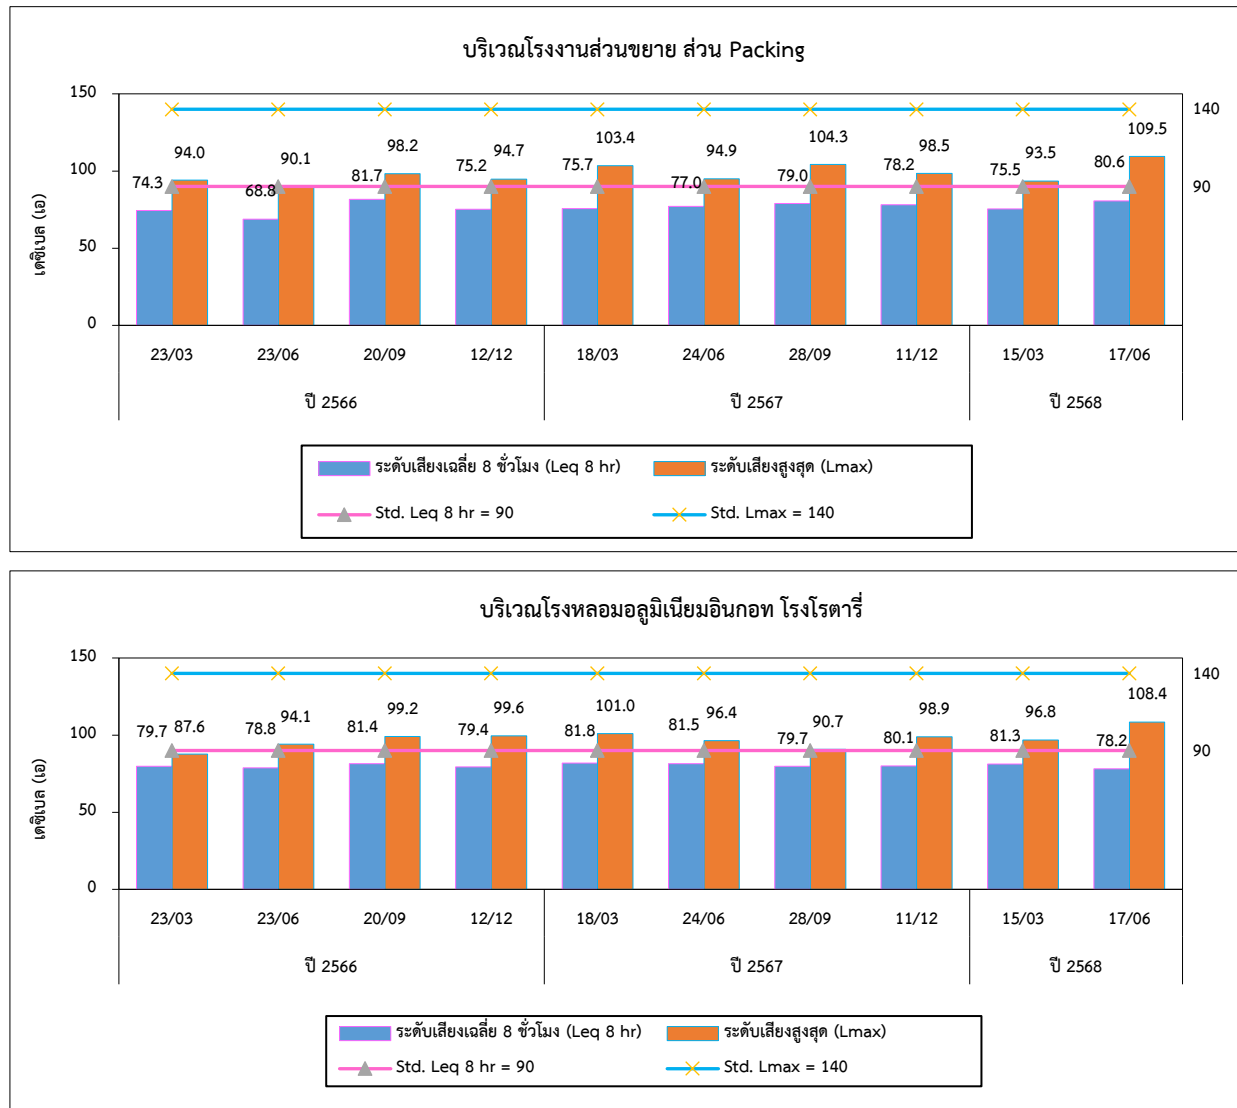 บริเวณโรงงานส่วนขยาย ส่วน Packing
150
140
109.5
104.3
103.4
98.2
98.5
94.0
94.7
94.9
93.5
90.1
100
81.7
80.6
74.3
75.2
75.7
79.0
78.2
75.5
68.8
77.0
90
เดซิเบล (เอ)
50
0
23/03 23/06 20/09 12/12 18/03 24/06 28/09 11/12 15/03 17/06
ปี 2566 ปี 2567 ปี 2568
ระดับเสียงเฉลี่ย 8 ชั่วโมง (Leq 8 hr) ระดับเสียงสูงสุด (Lmax)
Std. Leq 8 hr = 90 Std. Lmax = 140
บริเวณโรงหลอมอลูมิเนียมอินกอท โรงโรตารี่
150
140
108.4
99.2 99.6 101.0 98.9
94.1 96.4 96.8
79.7 87.6 78.8 81.4 79.4 81.8 81.5 79.7 90.7 80.1 81.3 78.2
100
90
เดซิเบล (เอ)
50
0
23/03 23/06 20/09 12/12 18/03 24/06 28/09 11/12 15/03 17/06
ปี 2566 ปี 2567 ปี 2568
ระดับเสียงเฉลี่ย 8 ชั่วโมง (Leq 8 hr) ระดับเสียงสูงสุด (Lmax)
Std. Leq 8 hr = 90 Std. Lmax = 140